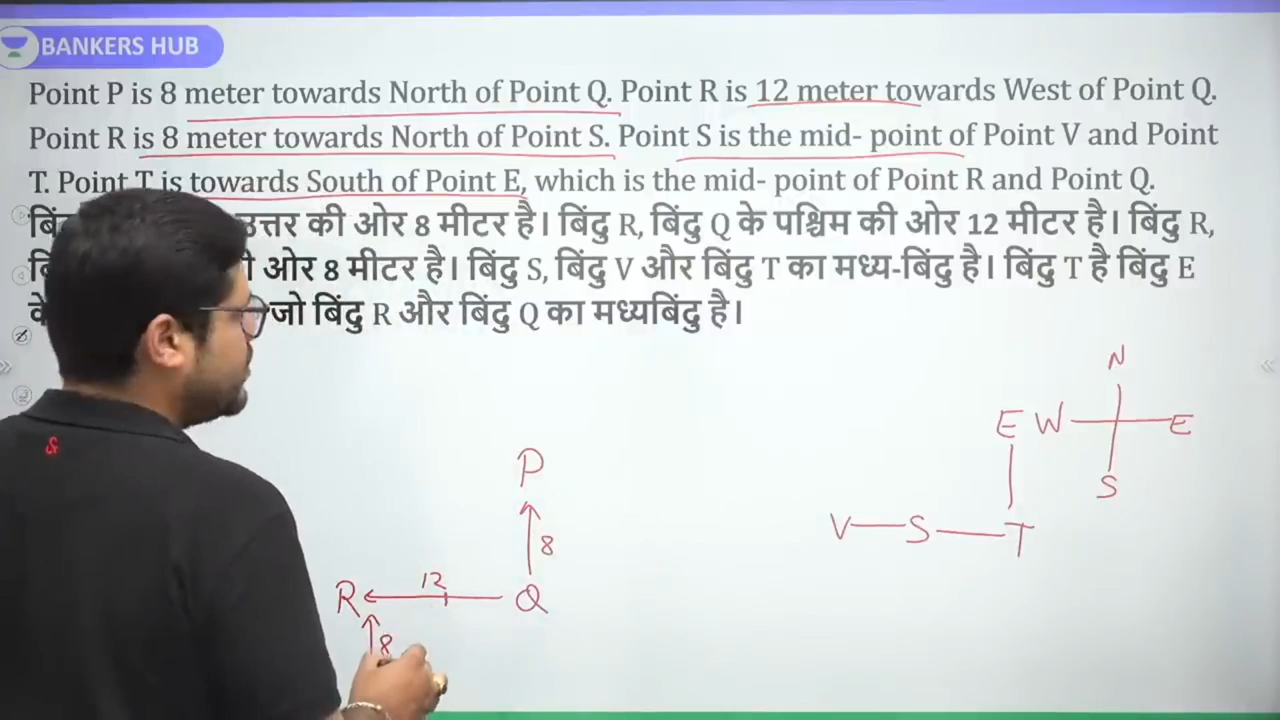 BANKERS HUB
Point P is 8 meter towards North of Point Q. Point R is 12 meter towards West of Point Q.
Point R is 8 meter towards North of Point S. Point S is the mid- point of Point V and Point
T. Point T is towards South of Point E, which is the mid- point of Point R and Point Q.
उत्तर की ओर 8 मीटर है। बिंदु R, बिंदु Q के पश्चिम की ओर 12 मीटर है। बिंदु R,
ओर 8 मीटर है। बिंदु S, बिंदु V और बिंदु T का मध्य-बिंदु है। बिंदु T है बिंदु E
जो बिंदु R और बिंदु Q का मध्यबिंदु है।
N
E W E
S
V S T
P
8
12
R Q
8